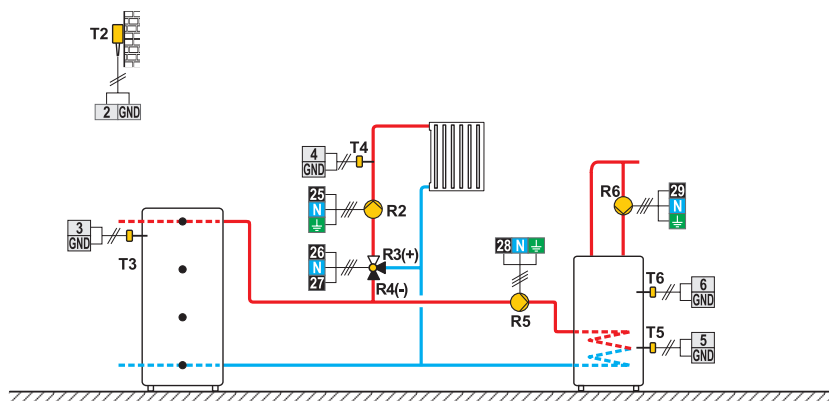 T2
2 GND
4
GND
T4
25
N
R2
3
GND
T3
26
N
27
R3(+)
R4(-)
28 N
R5
R6
29
N
T6
6
GND
T5
5
GND